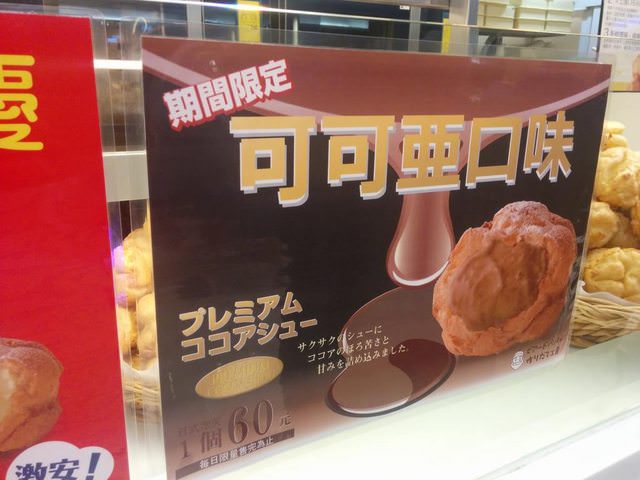 期間限定
可可亜口味
プレミアム
ココアシュー
サクサクのシューに
ココアのほろ苦さと
甘みを詰め込みました。
1個60元
毎日限量售完為止
激安!